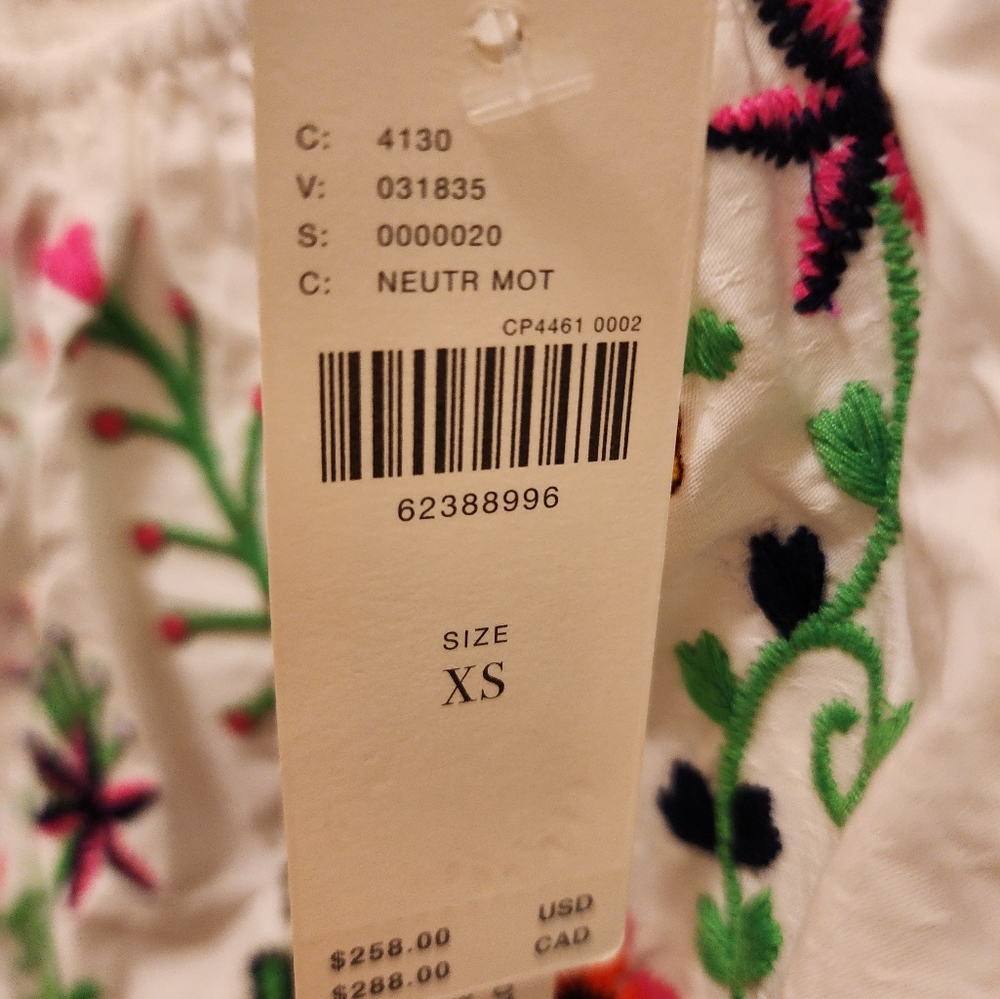 C: 4130
V: 031835
S: 0000020
C: NEUTR MOT
CP4461 0002
62388996
SIZE
XS
$258.00 USD
$288.00 CAD